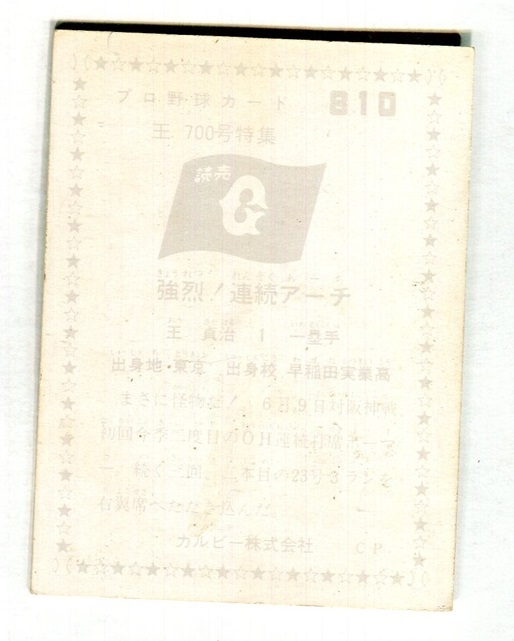 プロ野球カード 610
王 700号特集
読売
G
強烈！連続アーチ
王 貞治 1 一塁手
出身地・東京 出身校 早稲田実業高
まさに怪物だ！ 6月9日対阪神戦
初回今季二度目のOH連続打
続く二回、二本目の23号3ランを
右翼席へたたき込んだ。
カルビー株式会社 CP